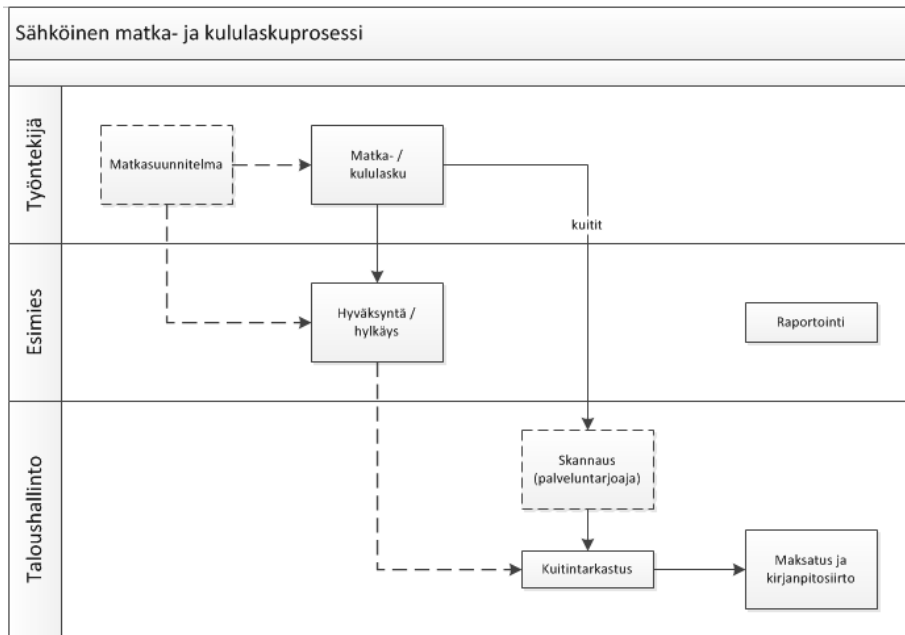 Sähköinen matka- ja kululaskuprosessi
Työntekijä
Matkasuunnitelma
Matka- /
kululasku
kuitit
Esimies
Hyväksyntä /
hylkäys
Raportointi
Taloushallinto
Skannaus
(palveluntarjoaja)
Kuitintarkastus
Maksatus ja
kirjanpitosiirto